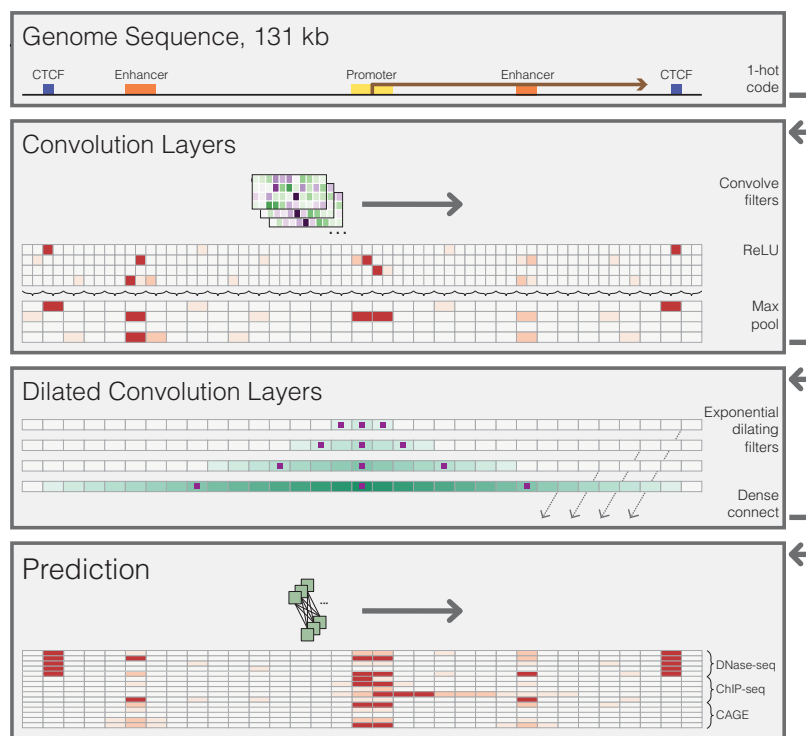 Genome Sequence, 131 kb
CTCF
Enhancer
Promoter
Enhancer
CTCF
1-hot
code
Convolution Layers
Convolve
filters
...
ReLU
Max
pool
Dilated Convolution Layers
Exponential
dilating
filters
Dense
connect
Prediction
...
DNase-seq
ChIP-seq
CAGE